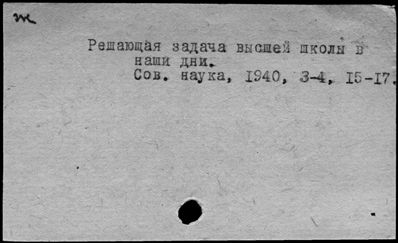 ж
Решающая задача высшей школы в
наши дни.
Сов. наука, 1940, 3-4, 15-17.